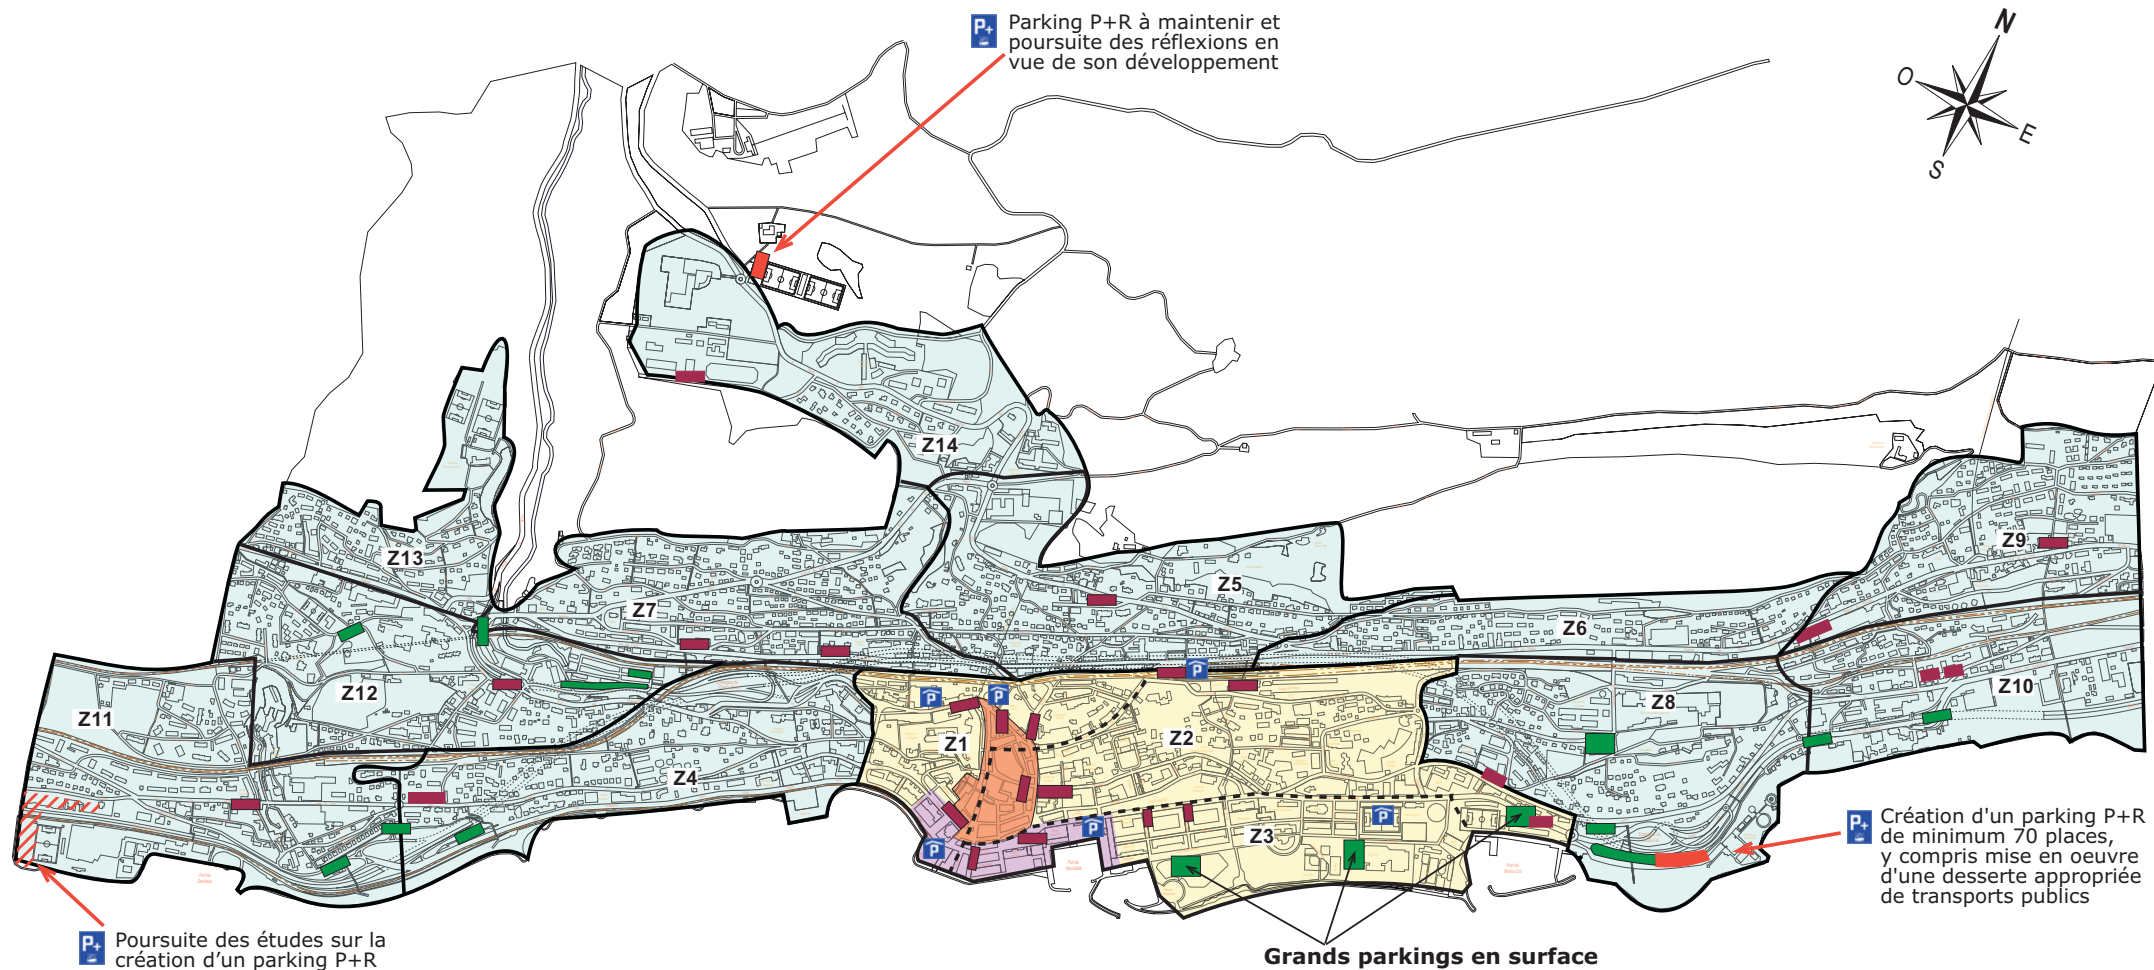 Parking P+R à maintenir et
poursuite des réflexions en
vue de son développement
N
O
E
S
Z14
Z13
Z9
Z7
Z5
Z6
Z12
Z11
Z10
Z8
Z1
Z2
Z4
Z3
Création d'un parking P+R
de minimum 70 places,
y compris mise en oeuvre
d'une desserte appropriée
de transports publics
Poursuite des études sur la
création d'un parking P+R
Grands parkings en surface